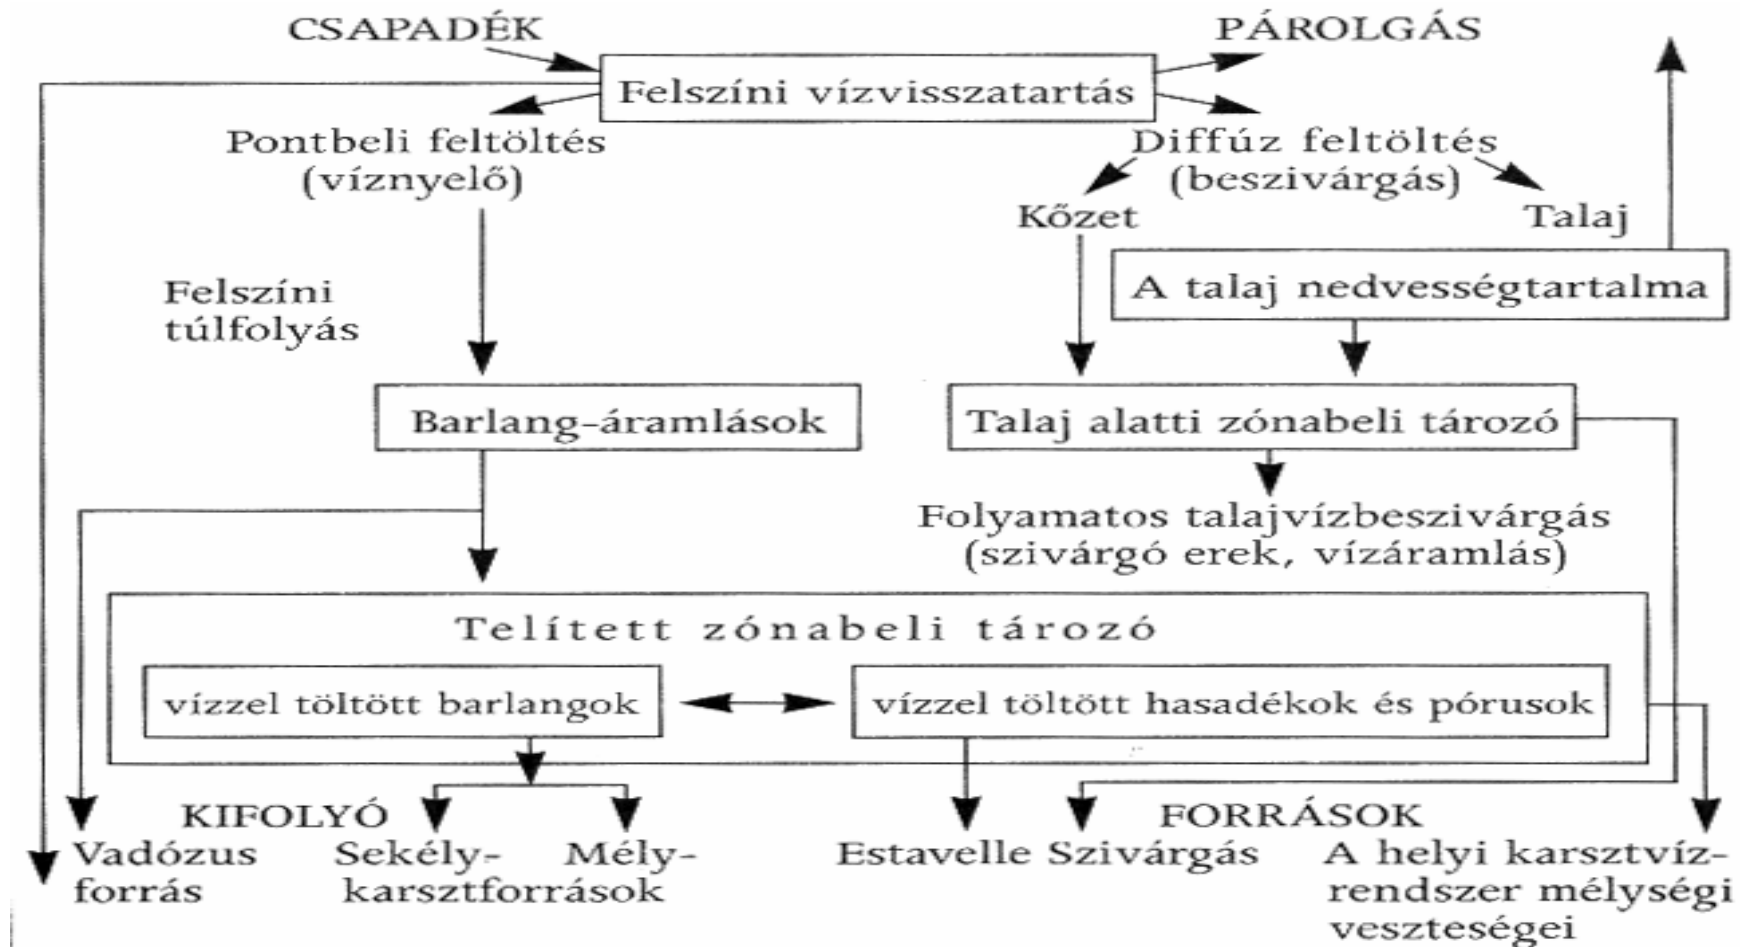 CSAPADÉK
PÁROLGÁS
Felszíni vízvisszatartás
Pontbeli feltöltés
(víznyelő)
Diffúz feltöltés
(beszivárgás)
Kőzet
Talaj
A talaj nedvességtartalma
Felszíni
túlfolyás
Barlang-áramlások
Talaj alatti zónabeli tározó
Folyamatos talajvízbeszivárgás
(szivárgó erek, vízáramlás)
Telített zónabeli tározó
vízzel töltött barlangok
vízzel töltött hasadékok és pórusok
KIFOLYÓ
FORRÁSOK
Vadózus
forrás
Sekély-
Mély-
karsztforrások
Estavelle
Szivárgás
A helyi karsztvíz-
rendszer mélységi
veszteségei